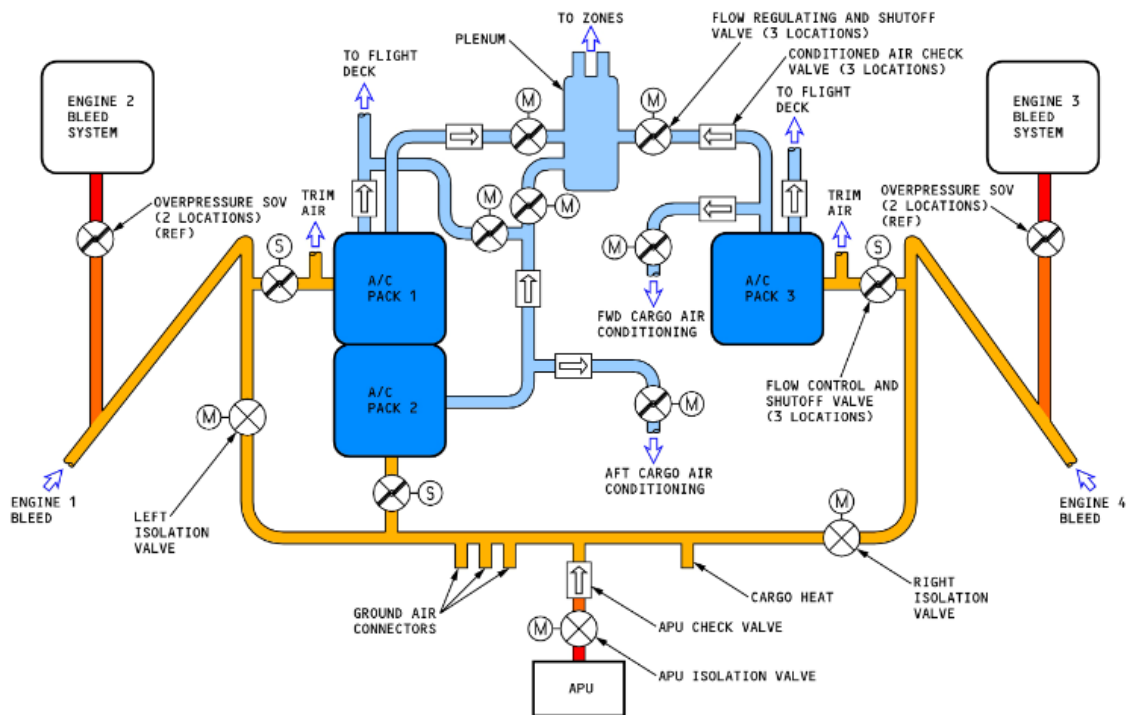 TO ZONES
PLENUM
FLOW REGULATING AND SHUTOFF
VALVE (3 LOCATIONS)
CONDITIONED AIR CHECK
VALVE (3 LOCATIONS)
TO FLIGHT
DECK
TO FLIGHT
DECK
ENGINE 2
BLEED
SYSTEM
ENGINE 3
BLEED
SYSTEM
M
M
OVERPRESSURE SOV
(2 LOCATIONS)
(REF)
TRIM
AIR
M
M
TRIM
AIR
OVERPRESSURE SOV
(2 LOCATIONS)
(REF)
S
M
S
A/C
PACK 1
A/C
PACK 3
FWD CARGO AIR
CONDITIONING
A/C
PACK 2
M
M
FLOW CONTROL AND
SHUTOFF VALVE
(3 LOCATIONS)
AFT CARGO AIR
CONDITIONING
ENGINE 1
BLEED
LEFT
ISOLATION
VALVE
S
M
ENGINE 4
BLEED
GROUND AIR
CONNECTORS
CARGO HEAT
RIGHT
ISOLATION
VALVE
APU CHECK VALVE
M
APU ISOLATION VALVE
APU